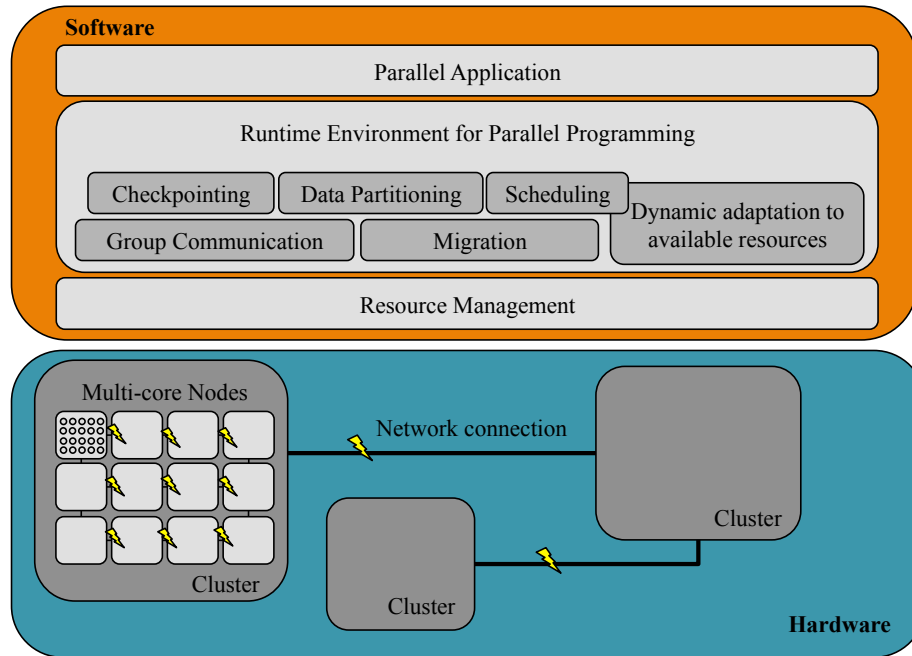 Software
Parallel Application
Runtime Environment for Parallel Programming
Checkpointing
Data Partitioning
Scheduling
Dynamic adaptation to
available resources
Group Communication
Migration
Resource Management
Multi-core Nodes
Network connection
Cluster
Cluster
Cluster
Hardware